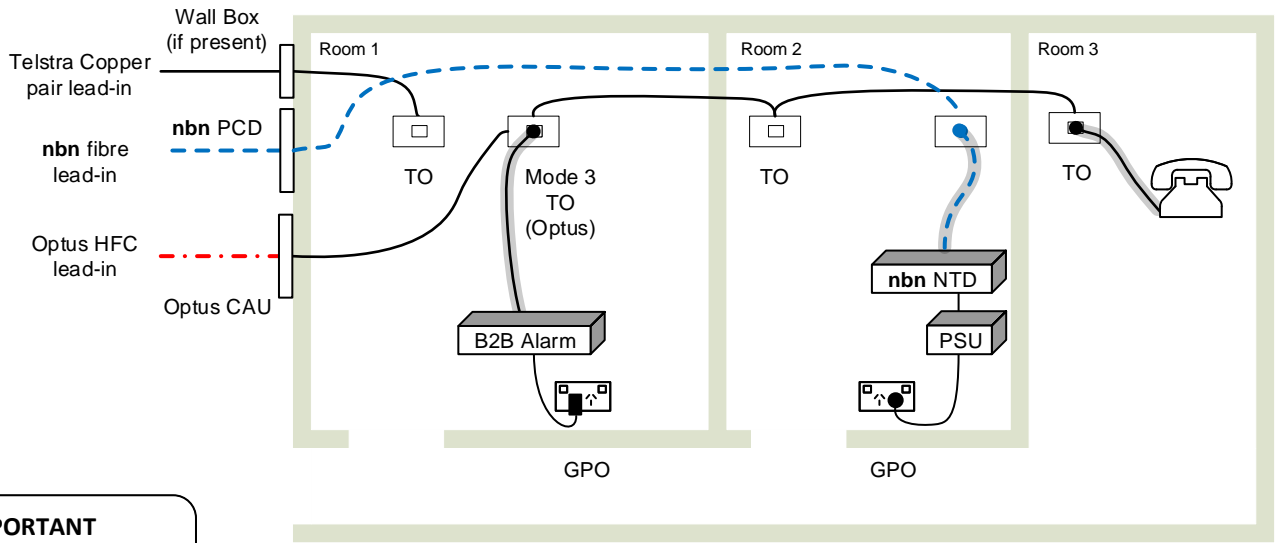 Wall Box
(if present)
Telstra Copper
pair lead-in
nbn PCD
nbn fibre
lead-in
Optus HFC
lead-in
Optus CAU
Room 1
Room 2
Room 3
TO
Mode 3
TO
(Optus)
TO
TO
B2B Alarm
nbn NTD
PSU
GPO
GPO
PORTANT